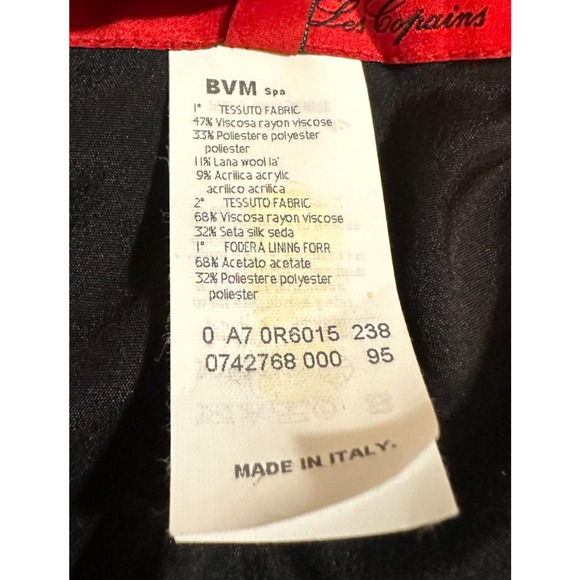 Les Copains
BVM Spa
1° TESSUTO FABRIC
47% Viscosa rayon viscose
33% Poliestere polyester
poliester
11% Lana wool la'
9% Acrilica acrylic
acrilico acrilica
2° TESSUTO FABRIC
68% Viscosa rayon viscose
32% Seta silk seda
1° FODERA LINING FORR
68% Acetato acetate
32% Poliestere polyester
poliester
0 A7 0R6015 238
0742768 000 95
MADE IN ITALY.